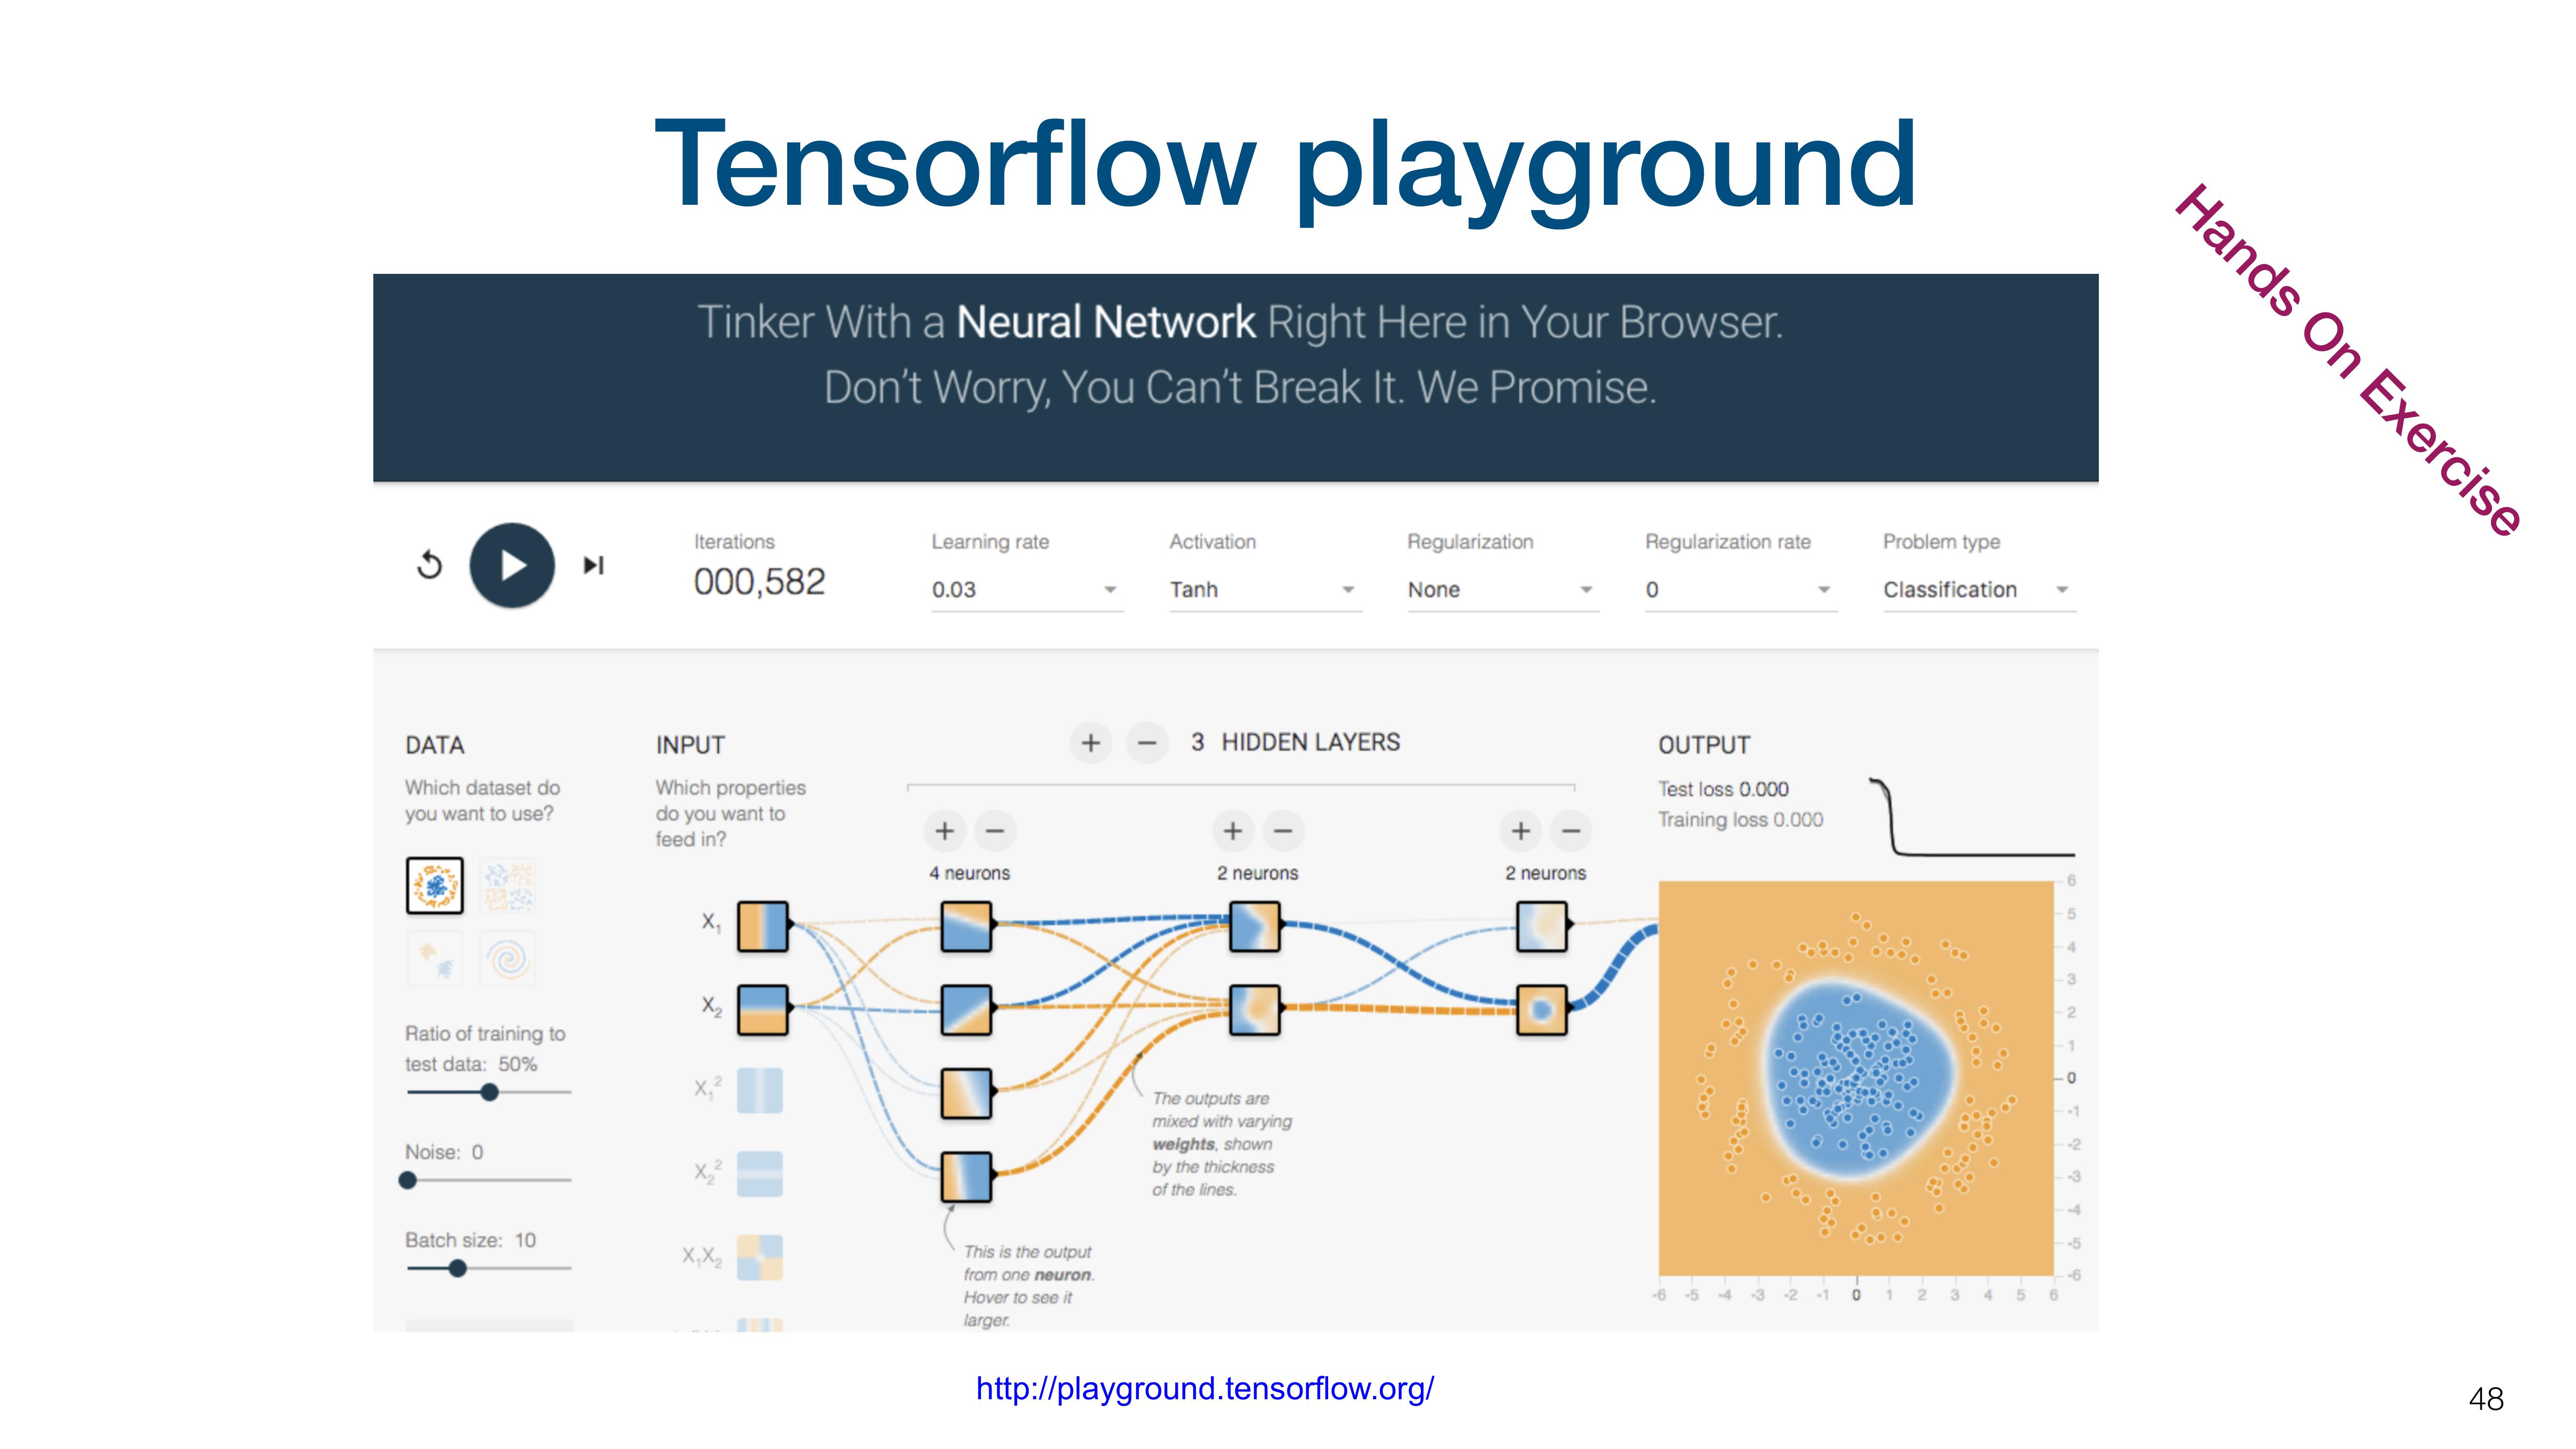 Tensorflow playground
Hands On Exercise
Tinker With a Neural Network Right Here in Your Browser.
Don't Worry, You Can't Break It. We Promise.
Iterations
000,582
Learning rate
0.03
Activation
Tanh
Regularization
None
Regularization rate
0
Problem type
Classification
DATA
Which dataset do
you want to use?
Ratio of training to
test data: 50%
Noise: 0
Batch size: 10
INPUT
Which properties
do you want to
feed in?
X₁
X₂
X₁²
X₂²
X₁X₂
+ − 3 HIDDEN LAYERS
+ −
4 neurons
+ −
2 neurons
+ −
2 neurons
The outputs are
mixed with varying
weights, shown
by the thickness
of the lines.
This is the output
from one neuron.
Hover to see it
larger.
OUTPUT
Test loss 0.000
Training loss 0.000
6
5
4
3
2
1
0
-1
-2
-3
-4
-5
-6
-6 -5 -4 -3 -2 -1 0 1 2 3 4 5 6
http://playground.tensorflow.org/
48